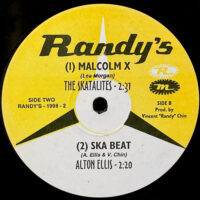 Randy's
(1) MALCOLM X
(Lee Morgan)
THE SKATALITES - 2:31
SIDE TWO
RANDY'S - 1998 - 2
SIDE B
Prod. by
Vincent "Randy" Chin
(2) SKA BEAT
(A. Ellis & V. Chin)
ALTON ELLIS - 2:20